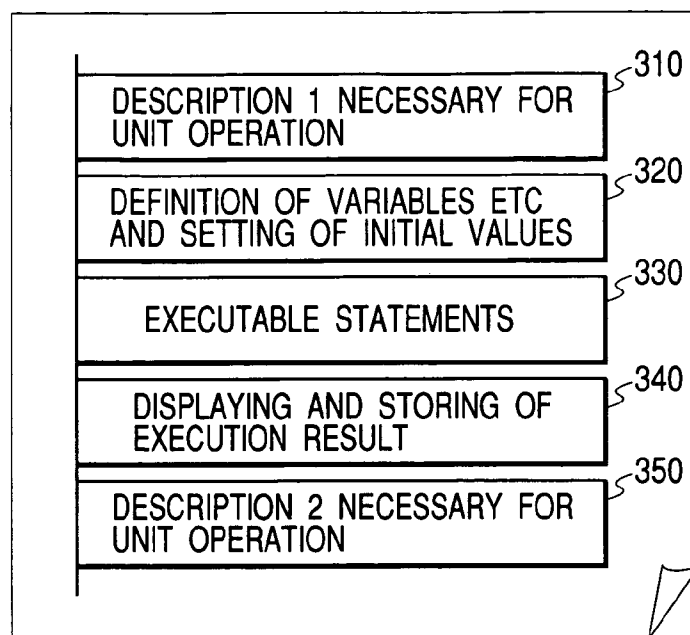 310
DESCRIPTION 1 NECESSARY FOR
UNIT OPERATION
320
DEFINITION OF VARIABLES ETC
AND SETTING OF INITIAL VALUES
330
EXECUTABLE STATEMENTS
340
DISPLAYING AND STORING OF
EXECUTION RESULT
350
DESCRIPTION 2 NECESSARY FOR
UNIT OPERATION